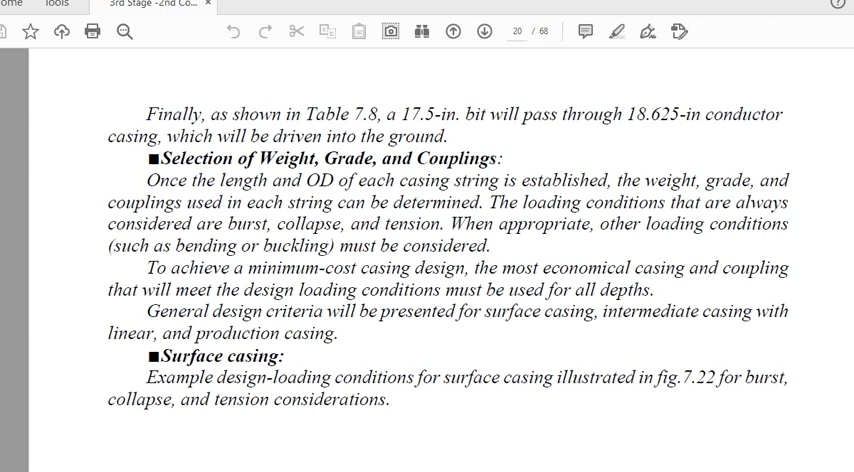 ome Tools 3rd Stage -2nd Co... ×
20 / 68
Finally, as shown in Table 7.8, a 17.5-in. bit will pass through 18.625-in conductor
casing, which will be driven into the ground.
■Selection of Weight, Grade, and Couplings:
Once the length and OD of each casing string is established, the weight, grade, and
couplings used in each string can be determined. The loading conditions that are always
considered are burst, collapse, and tension. When appropriate, other loading conditions
(such as bending or buckling) must be considered.
To achieve a minimum-cost casing design, the most economical casing and coupling
that will meet the design loading conditions must be used for all depths.
General design criteria will be presented for surface casing, intermediate casing with
linear, and production casing.
■Surface casing:
Example design-loading conditions for surface casing illustrated in fig.7.22 for burst,
collapse, and tension considerations.